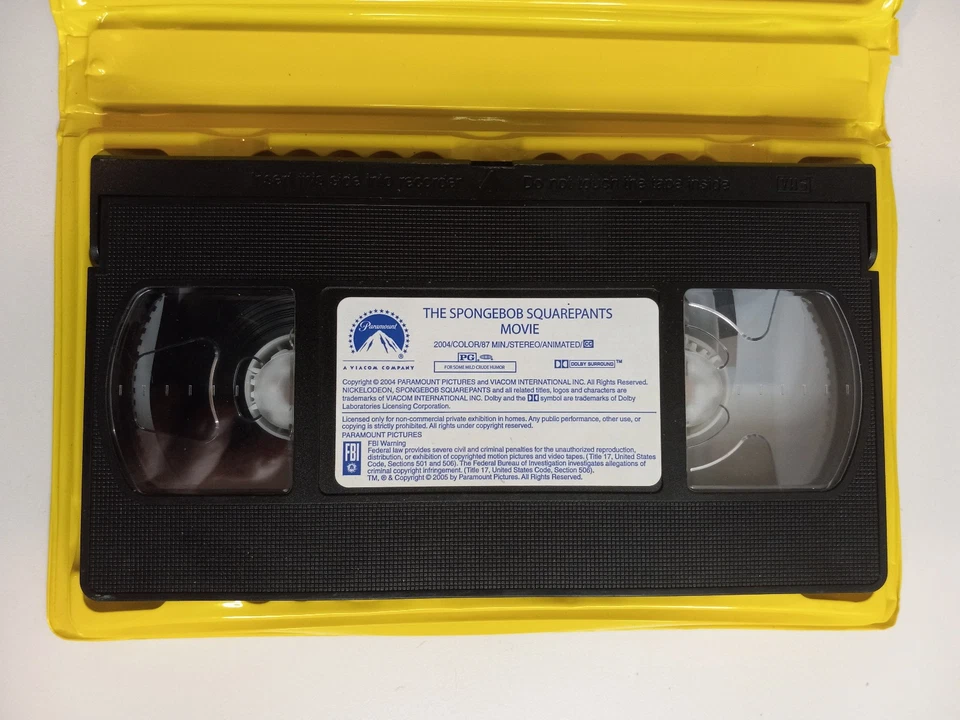 Insert this side into recorder Do not touch the tape inside
Paramount
®
A VIACOM COMPANY
THE SPONGEBOB SQUAREPANTS
MOVIE
2004/COLOR/87 MIN./STEREO/ANIMATED/CC
PG
FOR SOME MILD CRUDE HUMOR
DOLBY SURROUND™
Copyright © 2004 PARAMOUNT PICTURES and VIACOM INTERNATIONAL INC. All Rights Reserved.
NICKELODEON, SPONGEBOB SQUAREPANTS and all related titles, logos and characters are
trademarks of VIACOM INTERNATIONAL INC. Dolby and the symbol are trademarks of Dolby
Laboratories Licensing Corporation.
Licensed only for non-commercial private exhibition in homes. Any public performance, other use, or
copying is strictly prohibited. All rights under copyright reserved.
PARAMOUNT PICTURES
FBI
FBI Warning
Federal law provides severe civil and criminal penalties for the unauthorized reproduction,
distribution, or exhibition of copyrighted motion pictures and video tapes. (Title 17, United States
Code, Sections 501 and 506). The Federal Bureau of Investigation investigates allegations of
criminal copyright infringement. (Title 17, United States Code, Section 506).
TM, ® & Copyright © 2005 by Paramount Pictures. All Rights Reserved.